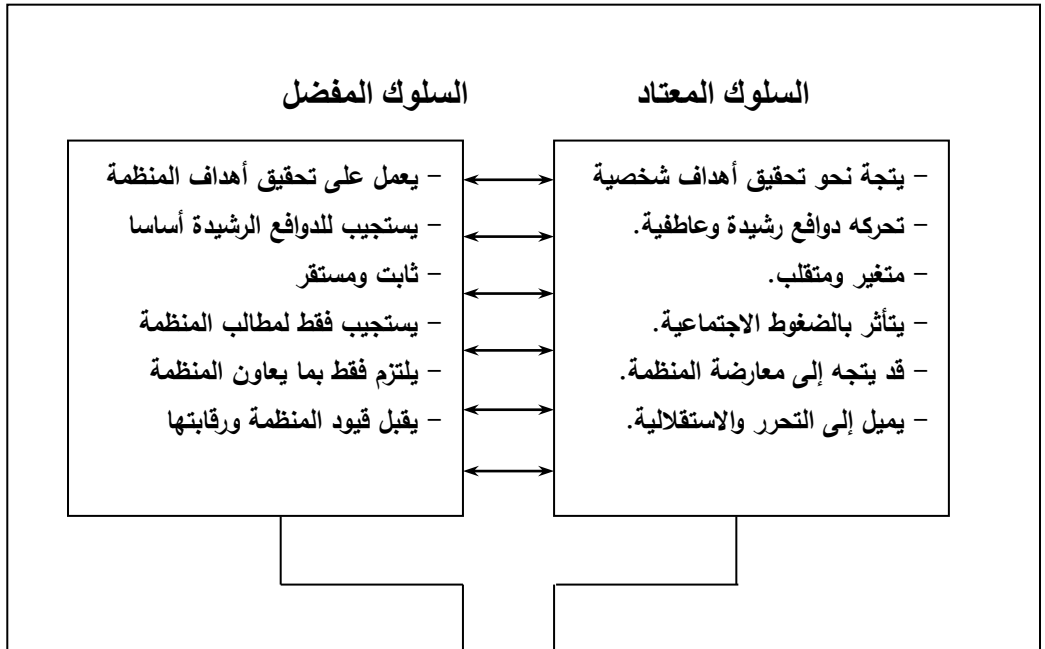 السلوك المعتاد
السلوك المفضل
- يتجة نحو تحقيق أهداف شخصية
- تحركه دوافع رشيدة وعاطفية.
- متغير ومتقلب.
- يتأثر بالضغوط الاجتماعية.
- قد يتجه إلى معارضة المنظمة.
- يميل إلى التحرر والاستقلالية.
- يعمل على تحقيق أهداف المنظمة
- يستجيب للدوافع الرشيدة أساسا
- ثابت ومستقر
- يستجيب فقط لمطالب المنظمة
- يلتزم فقط بما يعاون المنظمة
- يقبل قيود المنظمة ورقابتها